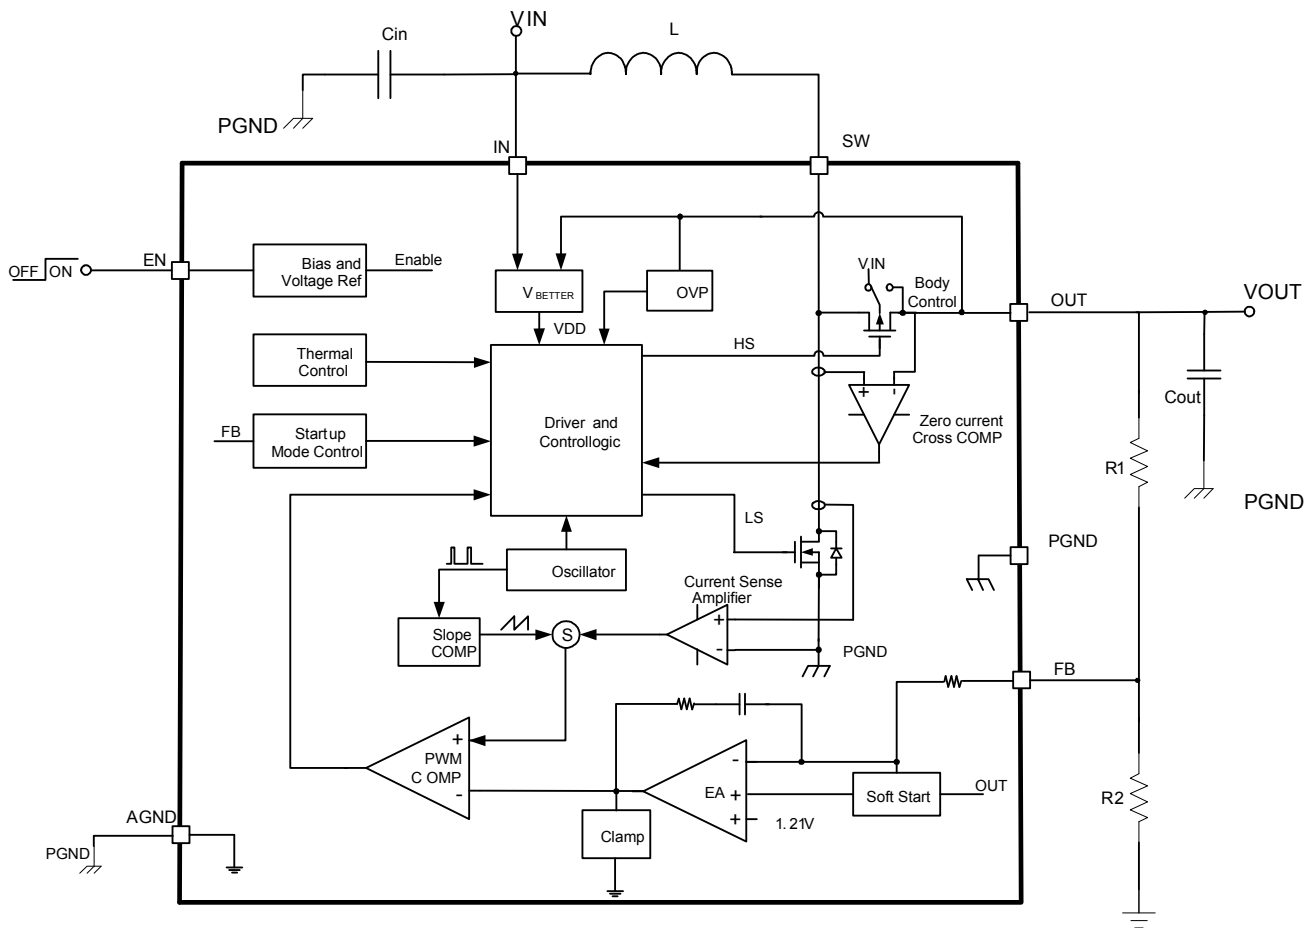 VIN
Cin
L
PGND
IN
SW
EN
OFF
ON
Bias and
Voltage Ref
Enable
V BETTER
OVP
VIN
Body
Control
OUT
VOUT
VDD
HS
Thermal
Control
Driver and
Controllogic
+
-
Zero current
Cross COMP
Cout
FB
Startup
Mode Control
R1
PGND
LS
PGND
Oscillator
Current Sense
Amplifier
Slope
COMP
S
+
-
PGND
FB
+
PWM
C OMP
-
-
EA
+
+
1.21V
Soft Start
OUT
R2
AGND
PGND
Clamp